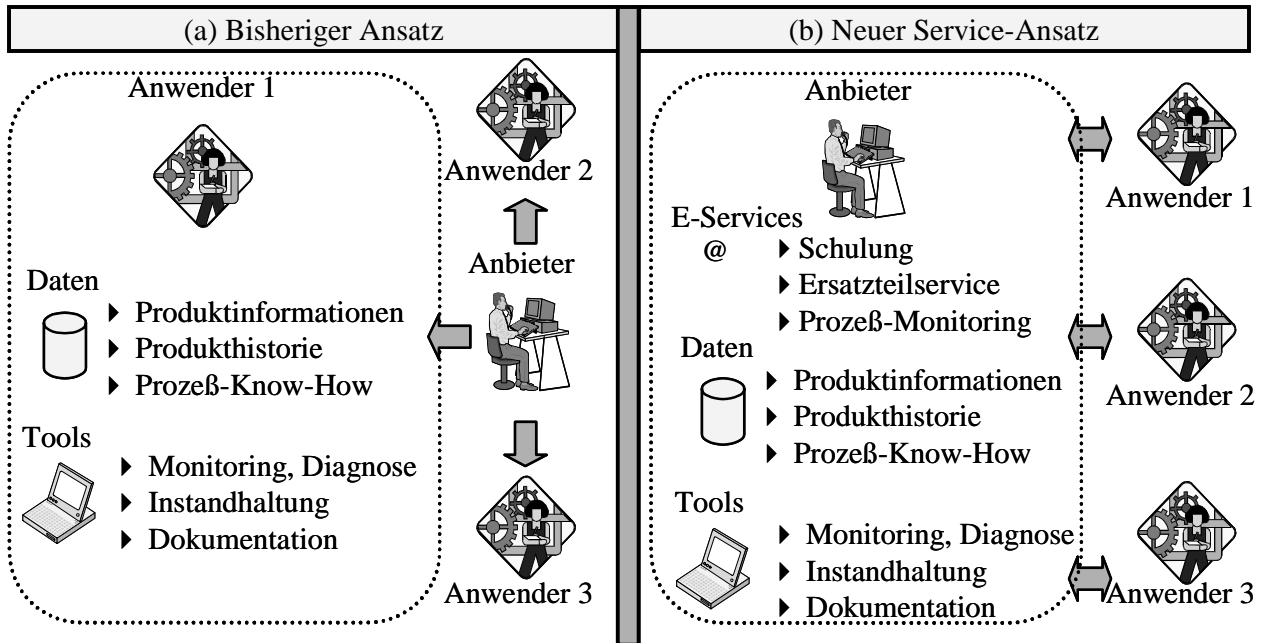 (a) Bisheriger Ansatz
Anwender 1
Anwender 2
Anbieter
Daten
Produktinformationen
Produkthistorie
Prozeß-Know-How
Tools
Monitoring, Diagnose
Instandhaltung
Dokumentation
Anwender 3
(b) Neuer Service-Ansatz
Anbieter
Anwender 1
E-Services
@
Schulung
Ersatzteilservice
Prozeß-Monitoring
Anwender 2
Daten
Produktinformationen
Produkthistorie
Prozeß-Know-How
Tools
Monitoring, Diagnose
Instandhaltung
Dokumentation
Anwender 3